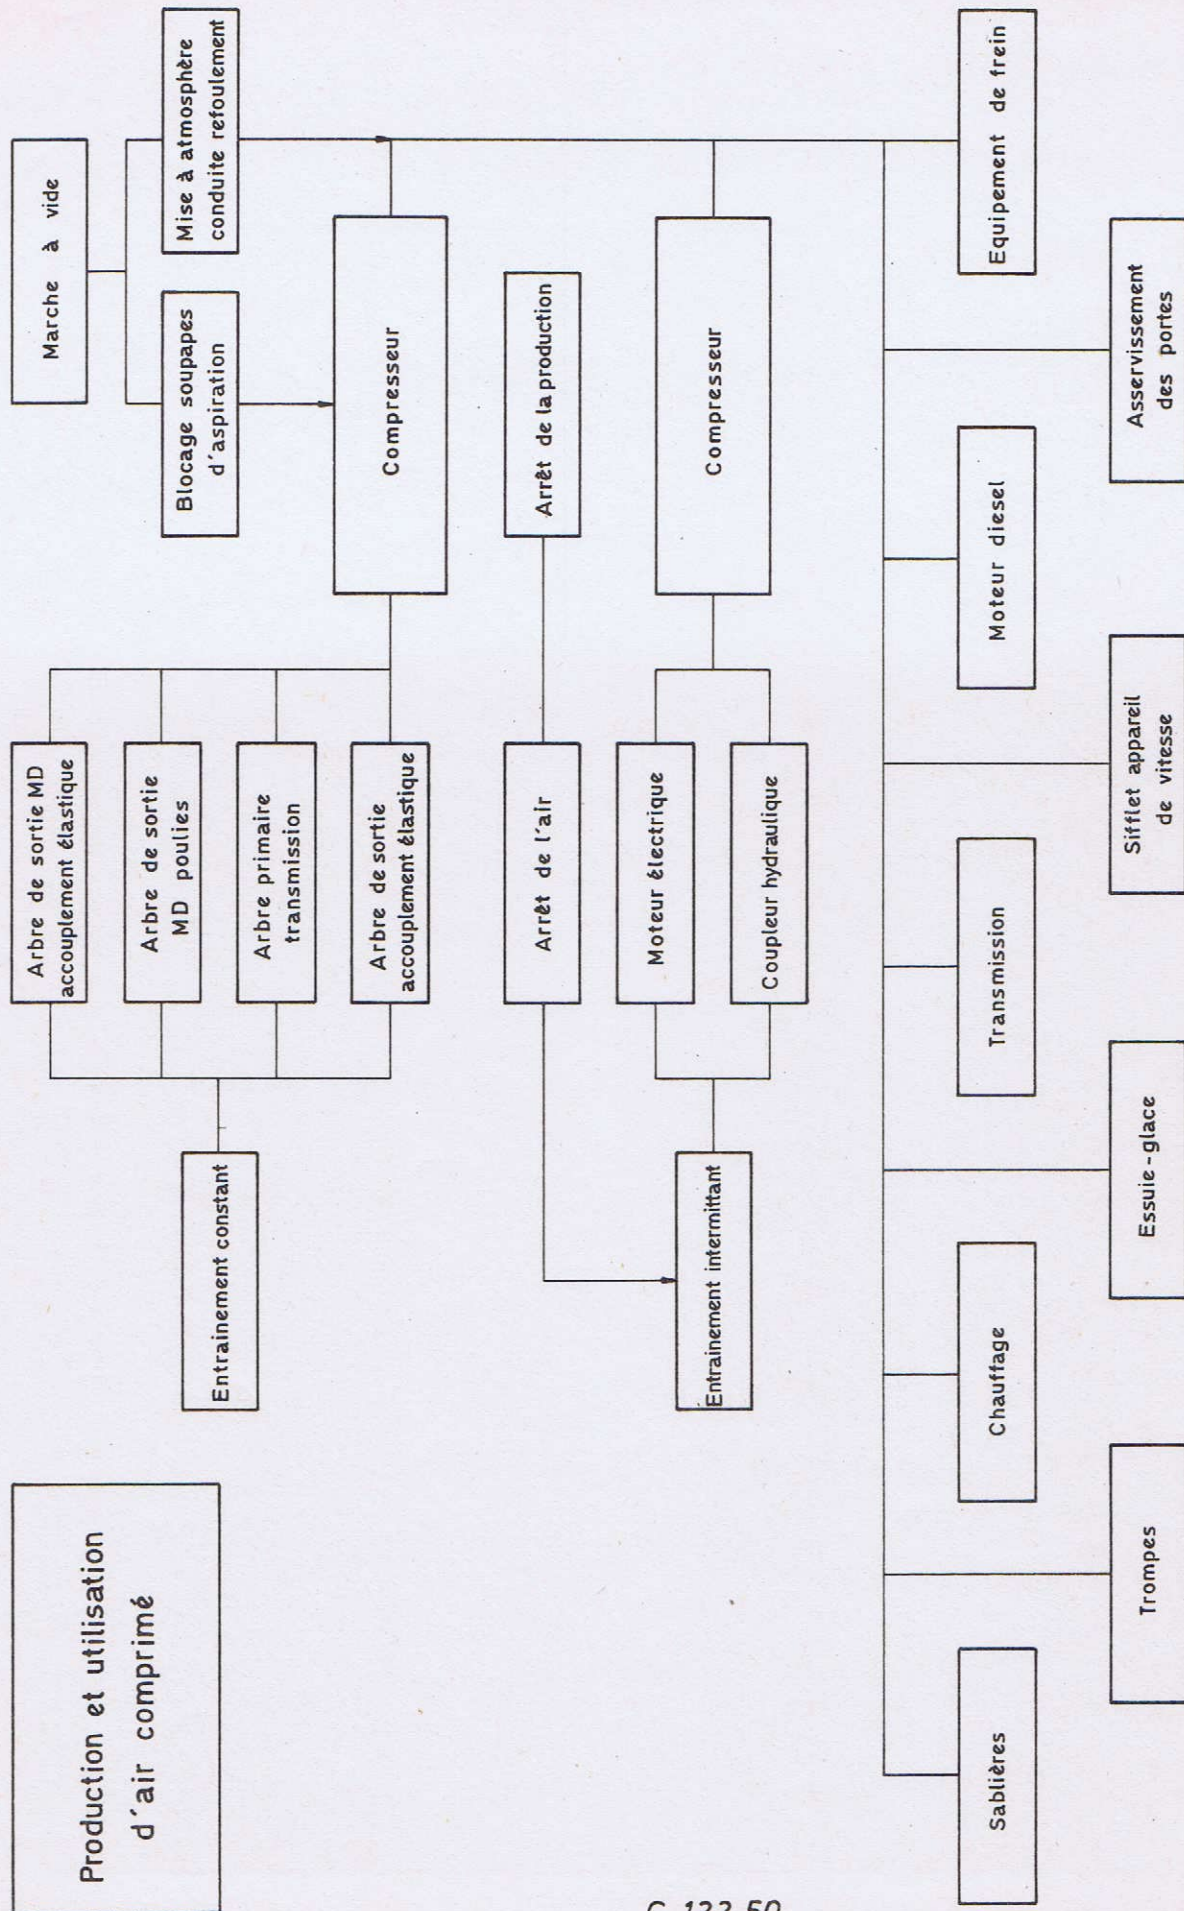 Production et utilisation
d'air comprimé
Entrainement constant
Arbre de sortie MD
accouplement élastique
Arbre de sortie
MD poulies
Arbre primaire
transmission
Arbre de sortie
accouplement élastique
Marche à vide
Blocage soupapes
d'aspiration
Mise à atmosphère
conduite refoulement
Compresseur
Arrêt de l'air
Arrêt de la production
Entrainement intermittant
Moteur électrique
Coupleur hydraulique
Compresseur
Sablières
Trompes
Chauffage
Essuie-glace
Transmission
Sifflet appareil
de vitesse
Moteur diesel
Asservissement
des portes
Equipement de frein